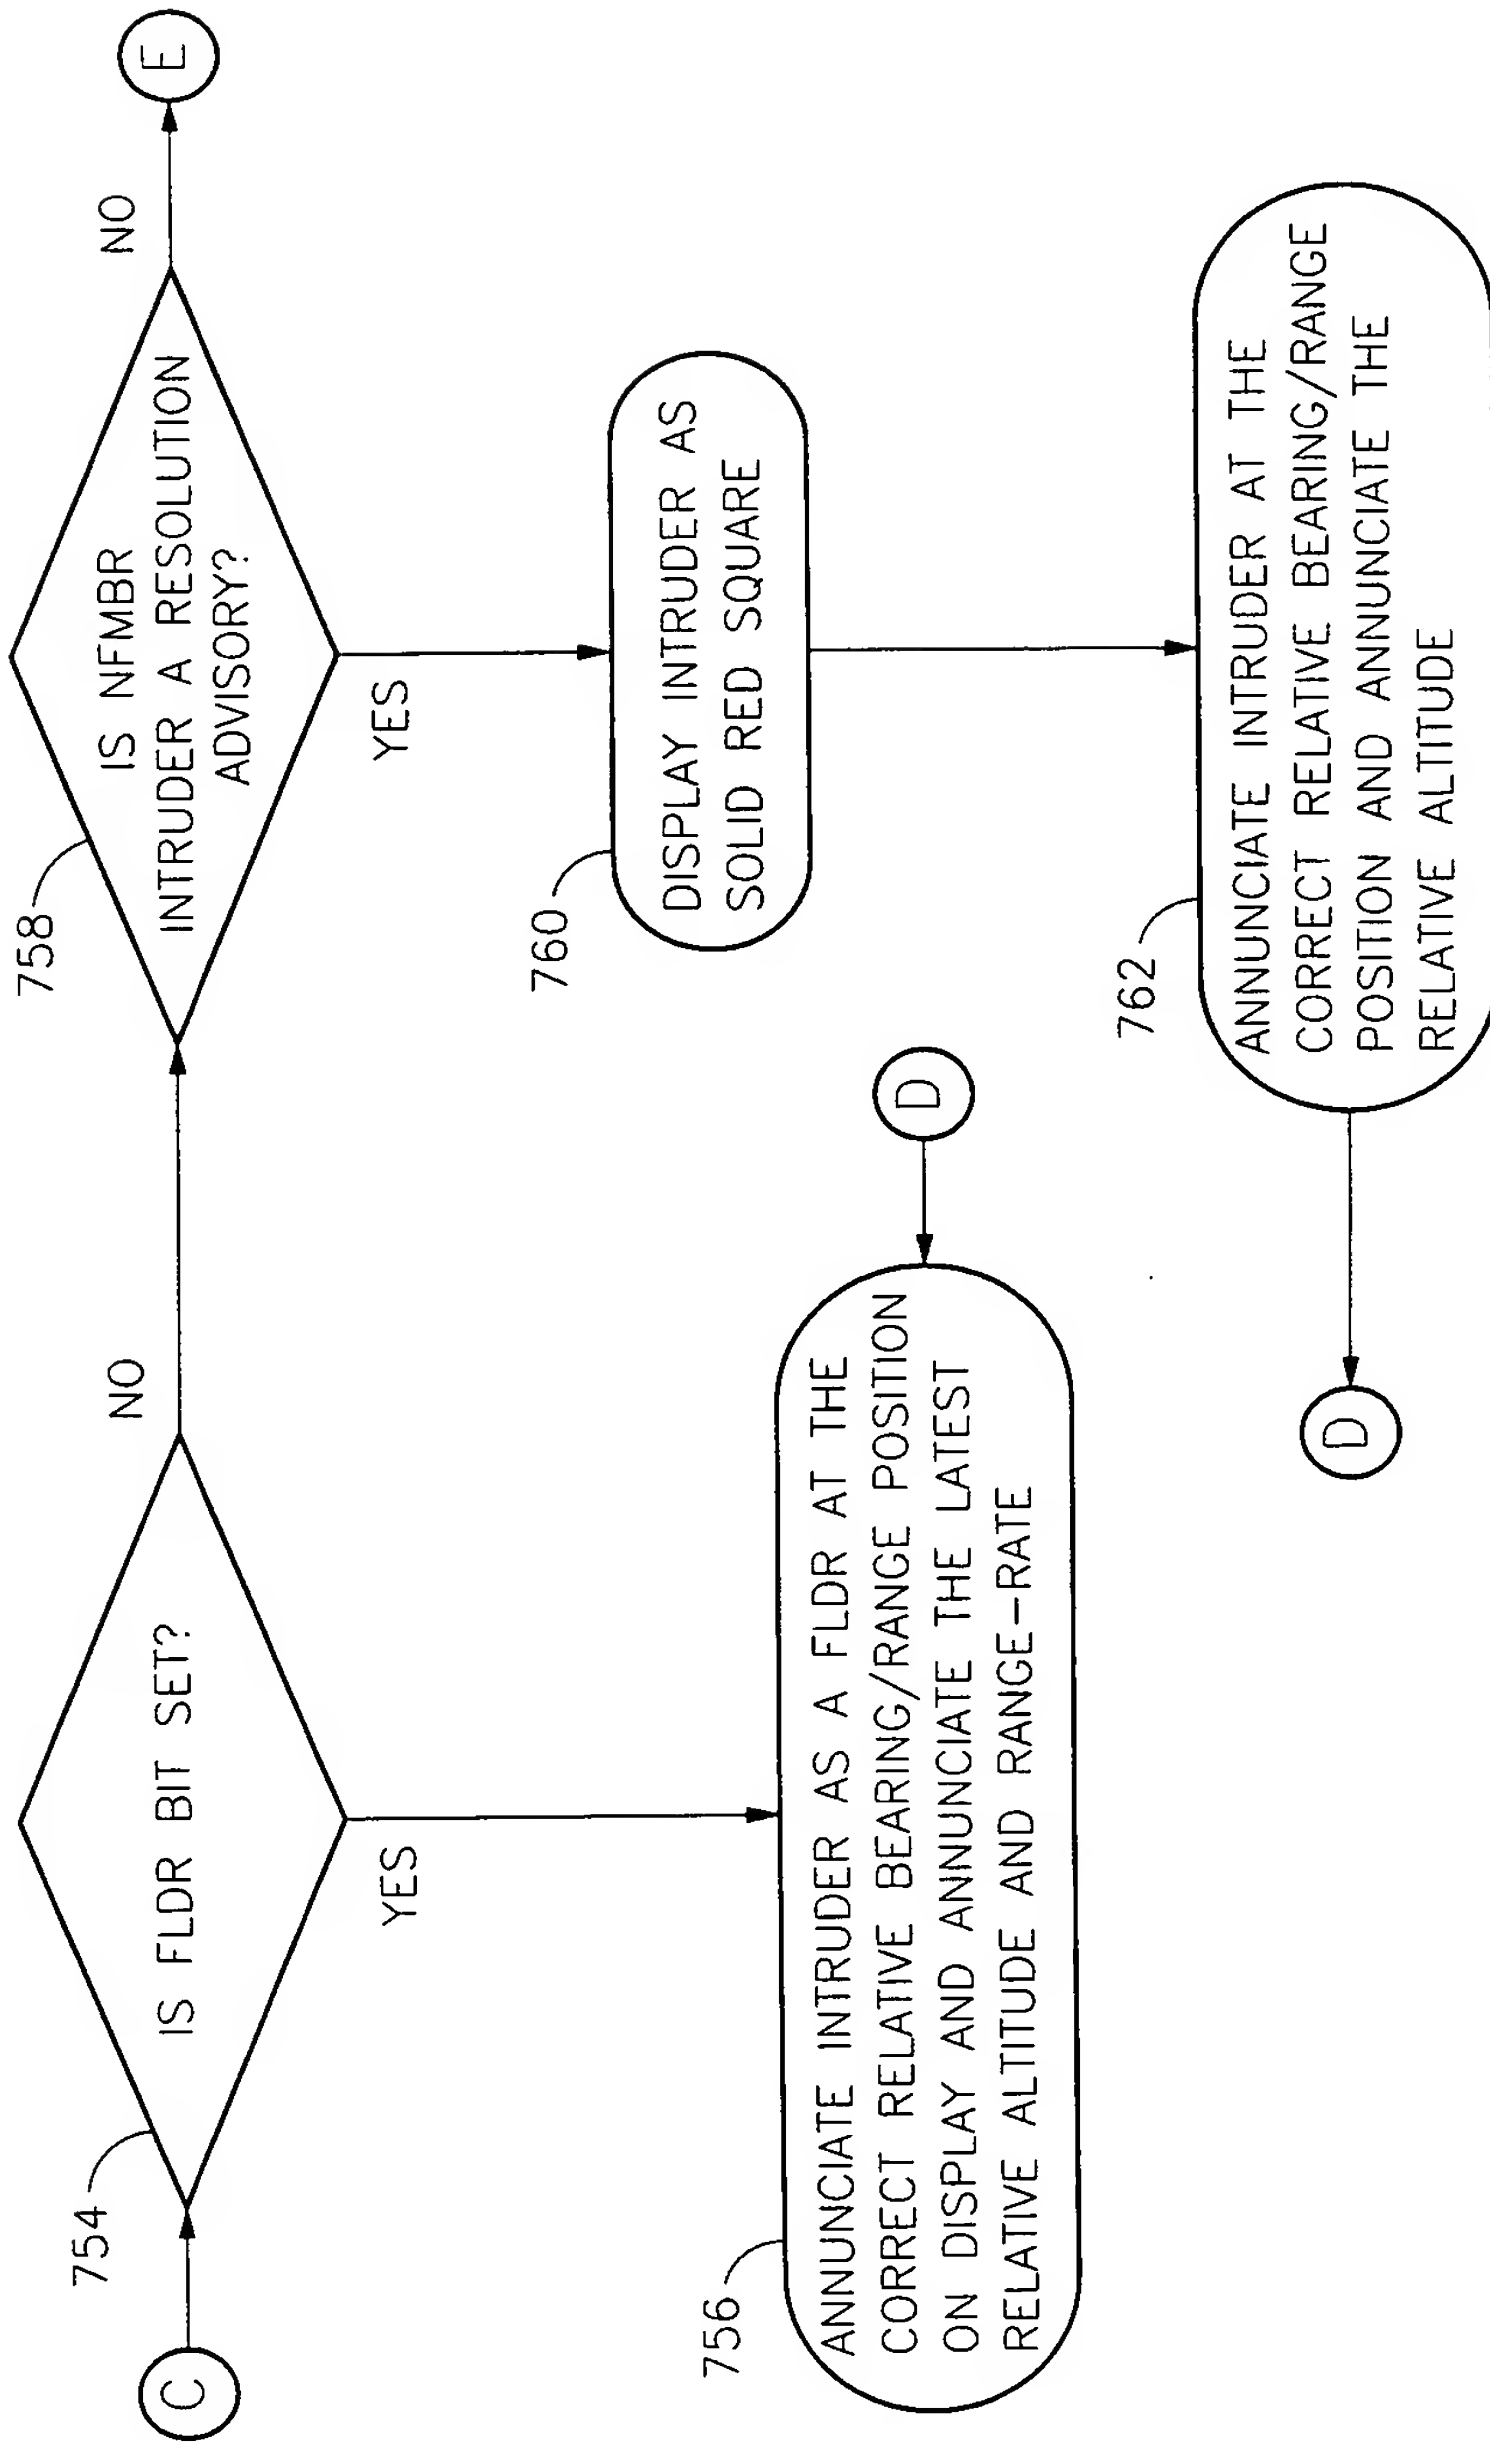 C
754
IS FLDR BIT SET?
NO
YES
758
IS NFMBR
INTRUDER A RESOLUTION
ADVISORY?
NO
E
YES
760
DISPLAY INTRUDER AS
SOLID RED SQUARE
756
ANNUNCIATE INTRUDER AS A FLDR AT THE
CORRECT RELATIVE BEARING/RANGE POSITION
ON DISPLAY AND ANNUNCIATE THE LATEST
RELATIVE ALTITUDE AND RANGE-RATE
D
762
ANNUNCIATE INTRUDER AT THE
CORRECT RELATIVE BEARING/RANGE
POSITION AND ANNUNCIATE THE
RELATIVE ALTITUDE
D